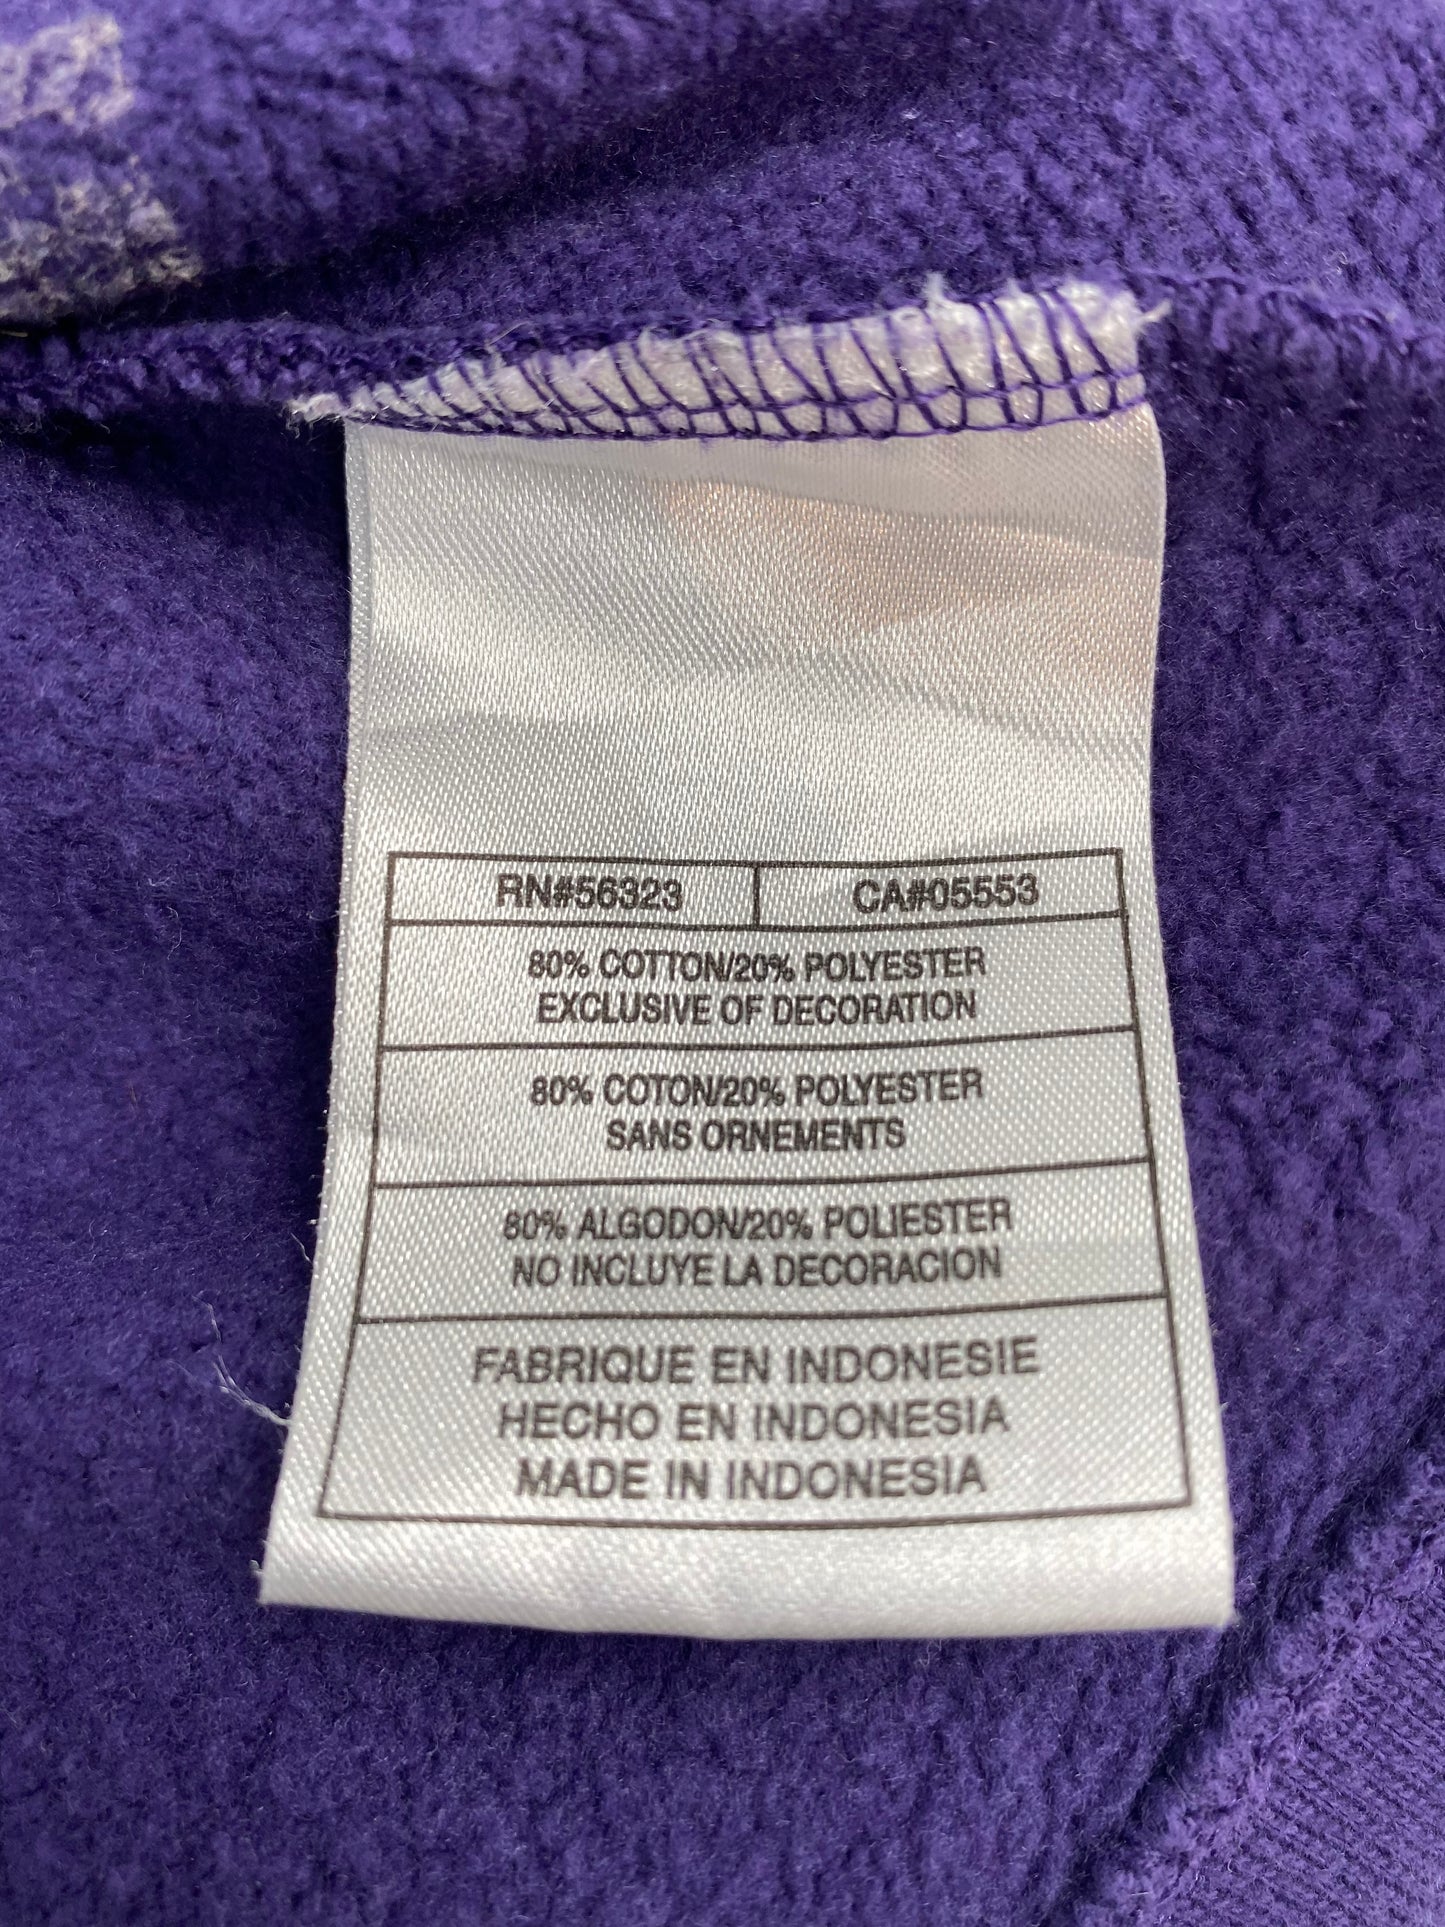 RN#56323 CA#05553
80% COTTON/20% POLYESTER
EXCLUSIVE OF DECORATION
80% COTON/20% POLYESTER
SANS ORNEMENTS
80% ALGODON/20% POLIESTER
NO INCLUYE LA DECORACION
FABRIQUE EN INDONESIE
HECHO EN INDONESIA
MADE IN INDONESIA